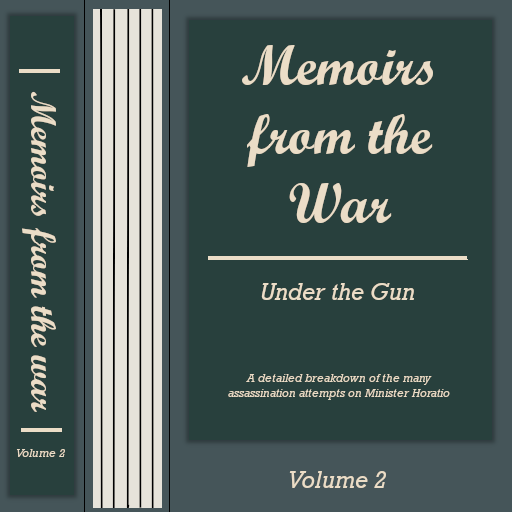 Memoirs from the war
Volume 2
Memoirs
from the
War
Under the Gun
A detailed breakdown of the many
assassination attempts on Minister Horatio
Volume 2